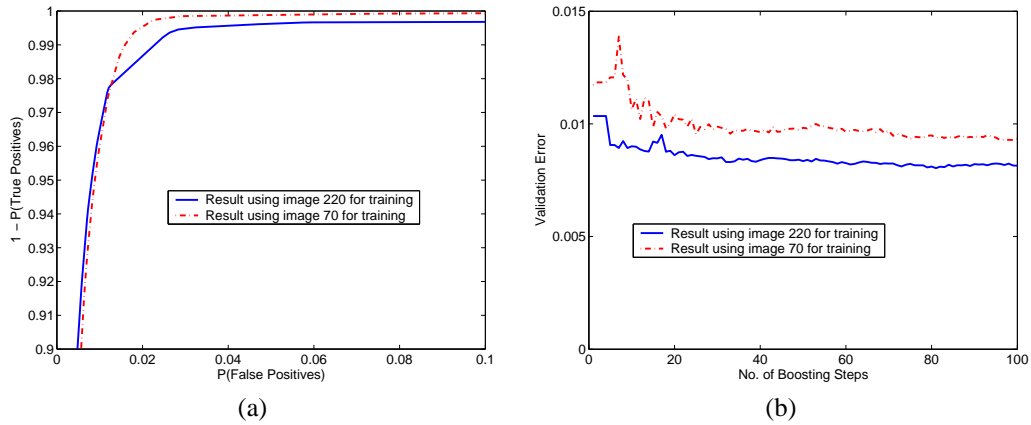 1
0.99
0.98
0.97
0.96
0.95
0.94
0.93
0.92
0.91
0.9
1 − P(True Positives)
Result using image 220 for training
Result using image 70 for training
0
0.02
0.04
0.06
0.08
0.1
P(False Positives)
(a)
0.015
0.01
0.005
0
Validation Error
Result using image 220 for training
Result using image 70 for training
0
20
40
60
80
100
No. of Boosting Steps
(b)